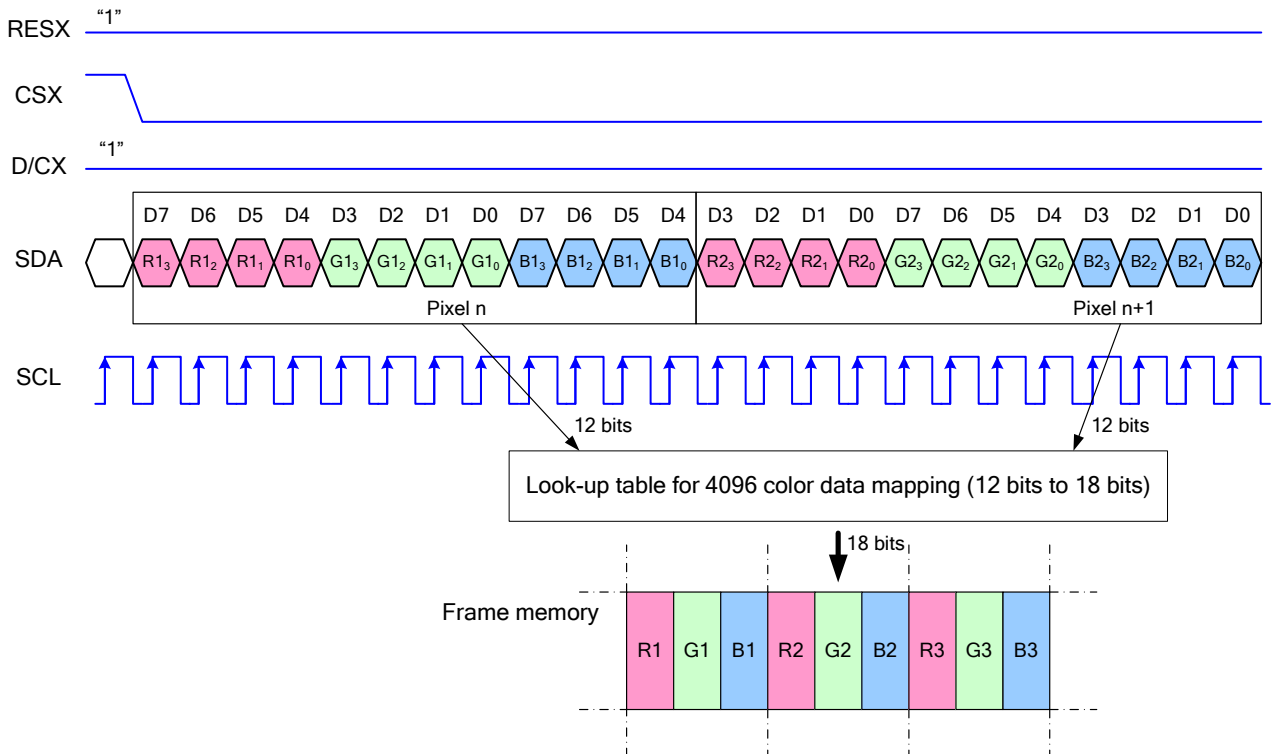 RESX “1”
CSX
D/CX “1”
D7 D6 D5 D4 D3 D2 D1 D0 D7 D6 D5 D4 D3 D2 D1 D0 D7 D6 D5 D4 D3 D2 D1 D0
SDA R1₃ R1₂ R1₁ R1₀ G1₃ G1₂ G1₁ G1₀ B1₃ B1₂ B1₁ B1₀ R2₃ R2₂ R2₁ R2₀ G2₃ G2₂ G2₁ G2₀ B2₃ B2₂ B2₁ B2₀
Pixel n Pixel n+1
SCL
12 bits 12 bits
Look-up table for 4096 color data mapping (12 bits to 18 bits)
18 bits
Frame memory
R1 G1 B1 R2 G2 B2 R3 G3 B3